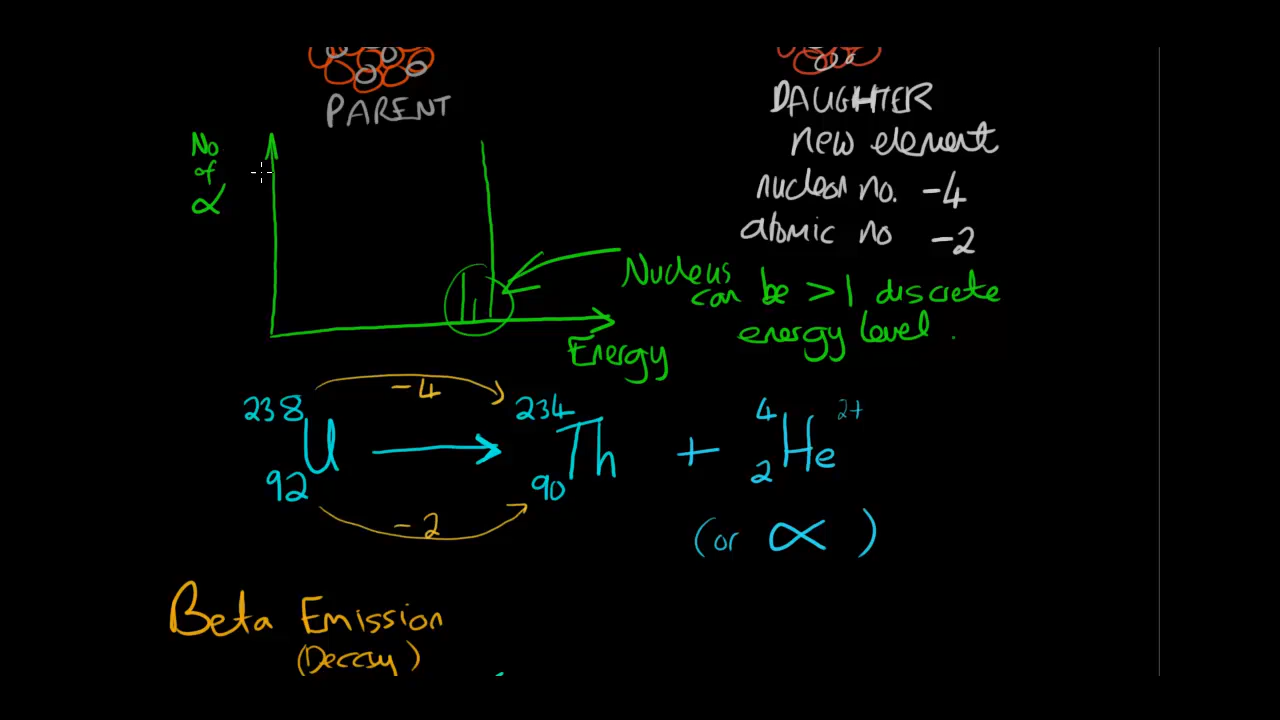 PARENT
DAUGHTER
new element
nuclear no. -4
atomic no -2
No
of
α
Nucleus
can be > 1 discrete
energy level.
Energy
-4
238
92
U
234
90
Th
+
4
2
He
2+
-2
(or α)
Beta Emission
(Decay)